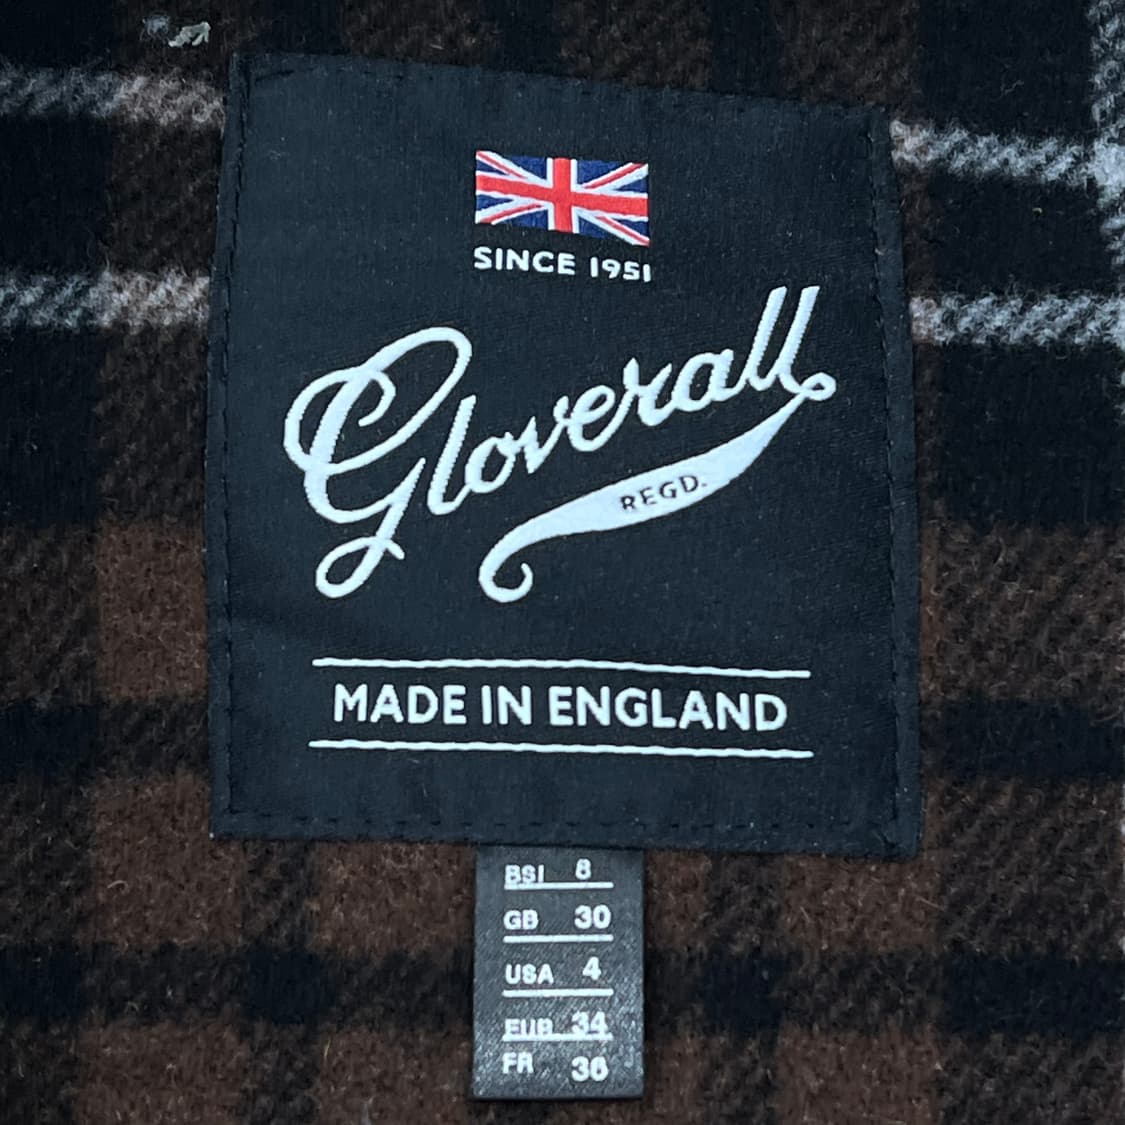 SINCE 1951
Gloverall
REGD.
MADE IN ENGLAND
BSI 8
GB 30
USA 4
EUR 34
FR 36